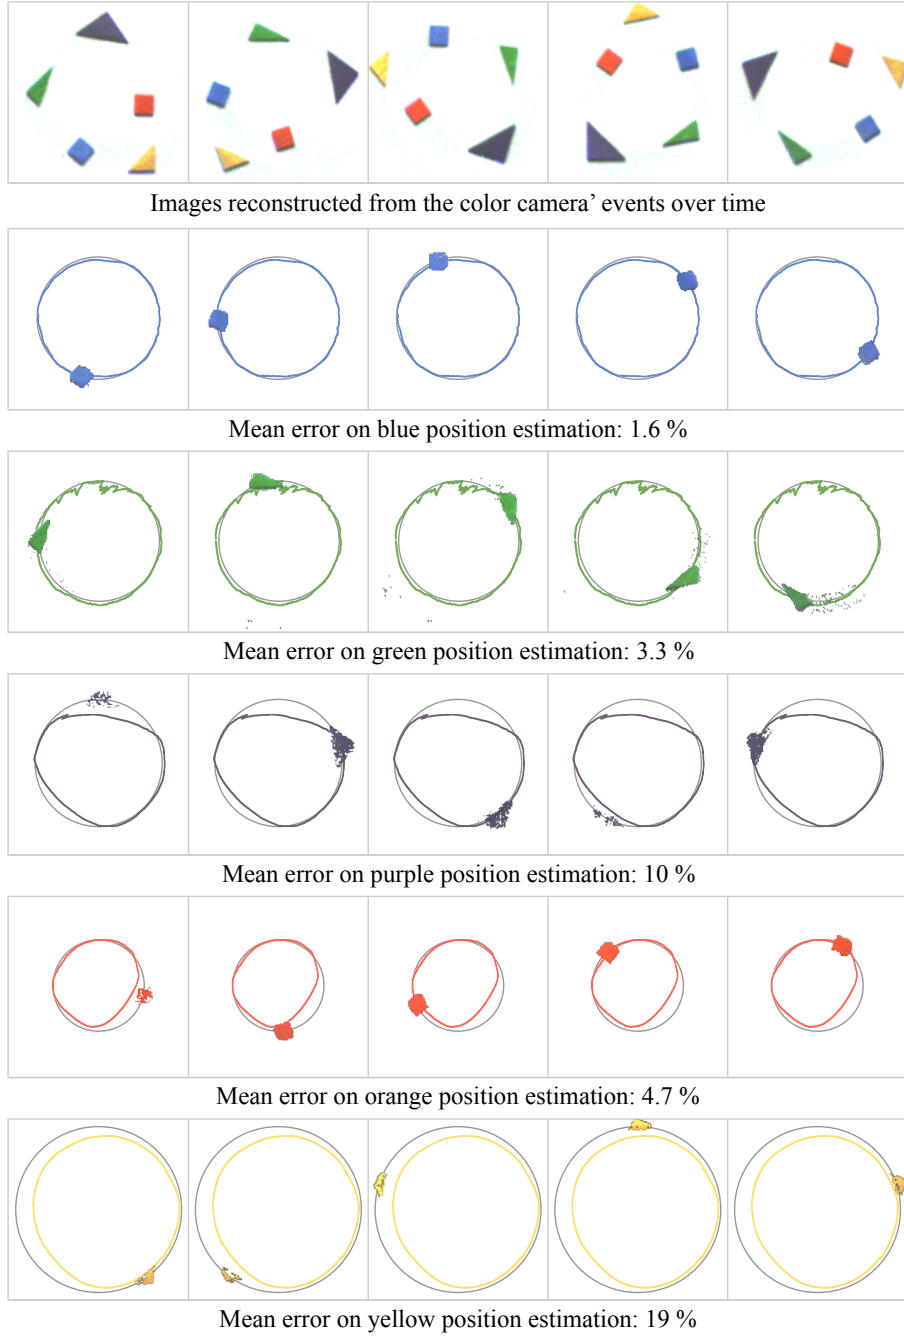 Images reconstructed from the color camera’ events over time
Mean error on blue position estimation: 1.6 %
Mean error on green position estimation: 3.3 %
Mean error on purple position estimation: 10 %
Mean error on orange position estimation: 4.7 %
Mean error on yellow position estimation: 19 %